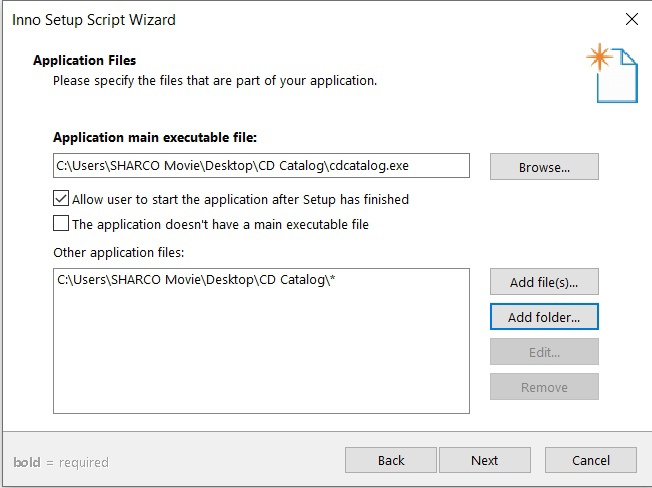 Inno Setup Script Wizard
Application Files
Please specify the files that are part of your application.
Application main executable file:
C:\Users\SHARCO Movie\Desktop\CD Catalog\cdcatalog.exe
Browse...
Allow user to start the application after Setup has finished
The application doesn't have a main executable file
Other application files:
C:\Users\SHARCO Movie\Desktop\CD Catalog\*
Add file(s)...
Add folder...
Edit...
Remove
bold = required
Back
Next
Cancel